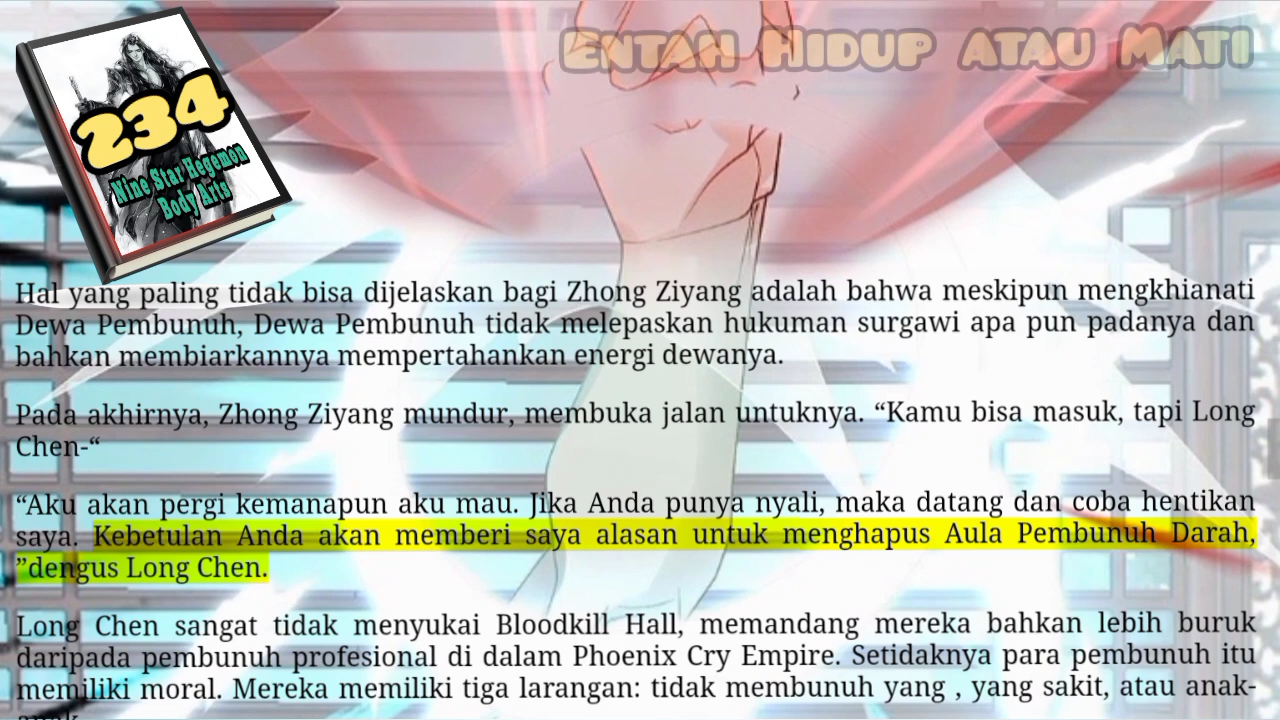 Entah Hidup atau Mati
234
Nine Star Hegemon
Body Arts
Hal yang paling tidak bisa dijelaskan bagi Zhong Ziyang adalah bahwa meskipun mengkhianati
Dewa Pembunuh, Dewa Pembunuh tidak melepaskan hukuman surgawi apa pun padanya dan
bahkan membiarkannya mempertahankan energi dewanya.
Pada akhirnya, Zhong Ziyang mundur, membuka jalan untuknya. “Kamu bisa masuk, tapi Long
Chen-“
“Aku akan pergi kemanapun aku mau. Jika Anda punya nyali, maka datang dan coba hentikan
saya. Kebetulan Anda akan memberi saya alasan untuk menghapus Aula Pembunuh Darah,
”dengus Long Chen.
Long Chen sangat tidak menyukai Bloodkill Hall, memandang mereka bahkan lebih buruk
daripada pembunuh profesional di dalam Phoenix Cry Empire. Setidaknya para pembunuh itu
memiliki moral. Mereka memiliki tiga larangan: tidak membunuh yang , yang sakit, atau anak-